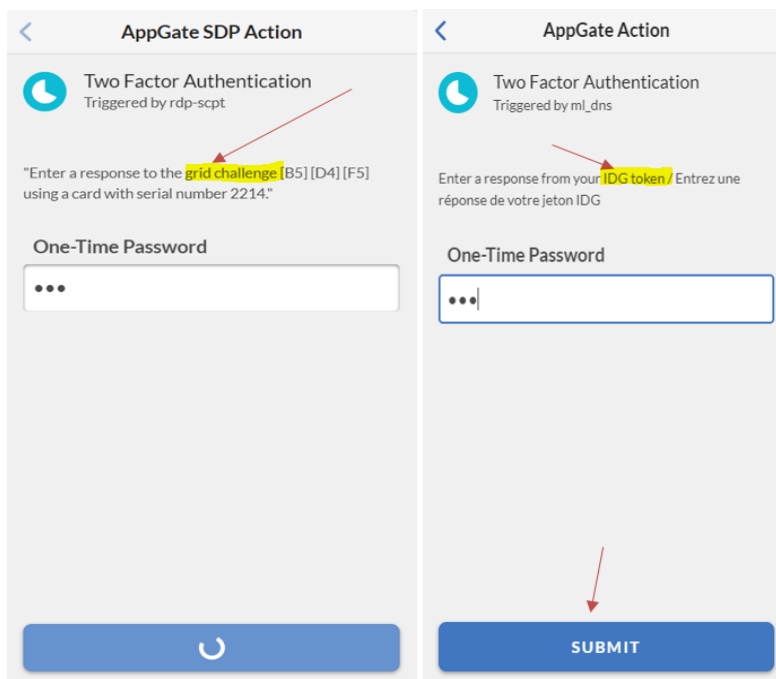 AppGate SDP Action
Two Factor Authentication
Triggered by rdp-scpt
"Enter a response to the grid challenge [B5] [D4] [F5]
using a card with serial number 2214."
One-Time Password
AppGate Action
Two Factor Authentication
Triggered by ml_dns
Enter a response from your IDG token / Entrez une
réponse de votre jeton IDG
One-Time Password
SUBMIT